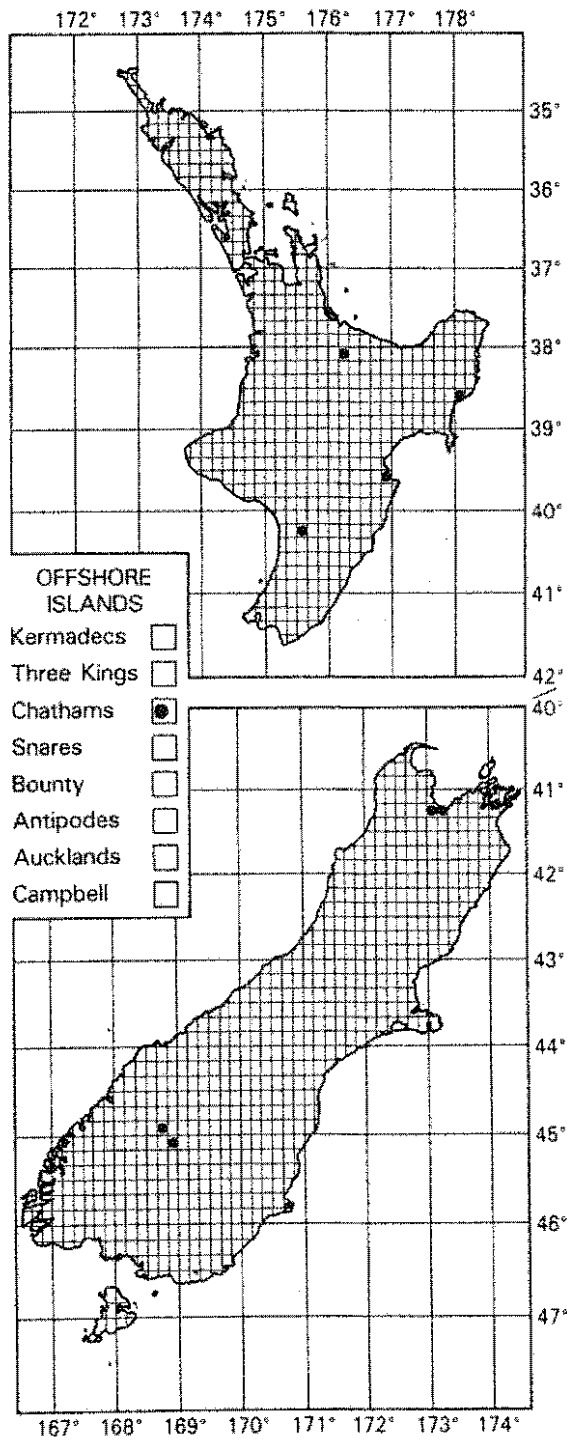 172° 173° 174° 175° 176° 177° 178°
35°
36°
37°
38°
39°
40°
41°
42°
OFFSHORE
ISLANDS
Kermadecs
Three Kings
Chathams
Snares
Bounty
Antipodes
Aucklands
Campbell
40°
41°
42°
43°
44°
45°
46°
47°
167° 168° 169° 170° 171° 172° 173° 174°